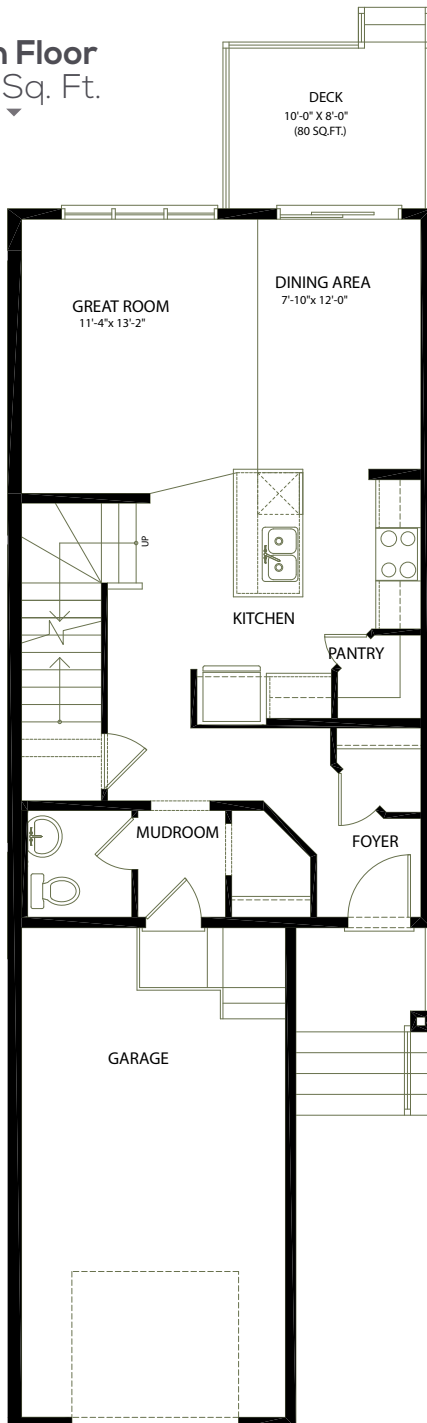 Floor
Sq. Ft.
DECK
10'-0" X 8'-0"
(80 SQ.FT.)
DINING AREA
7'-10"x 12'-0"
GREAT ROOM
11'-4"x 13'-2"
UP
KITCHEN
PANTRY
MUDROOM
FOYER
GARAGE